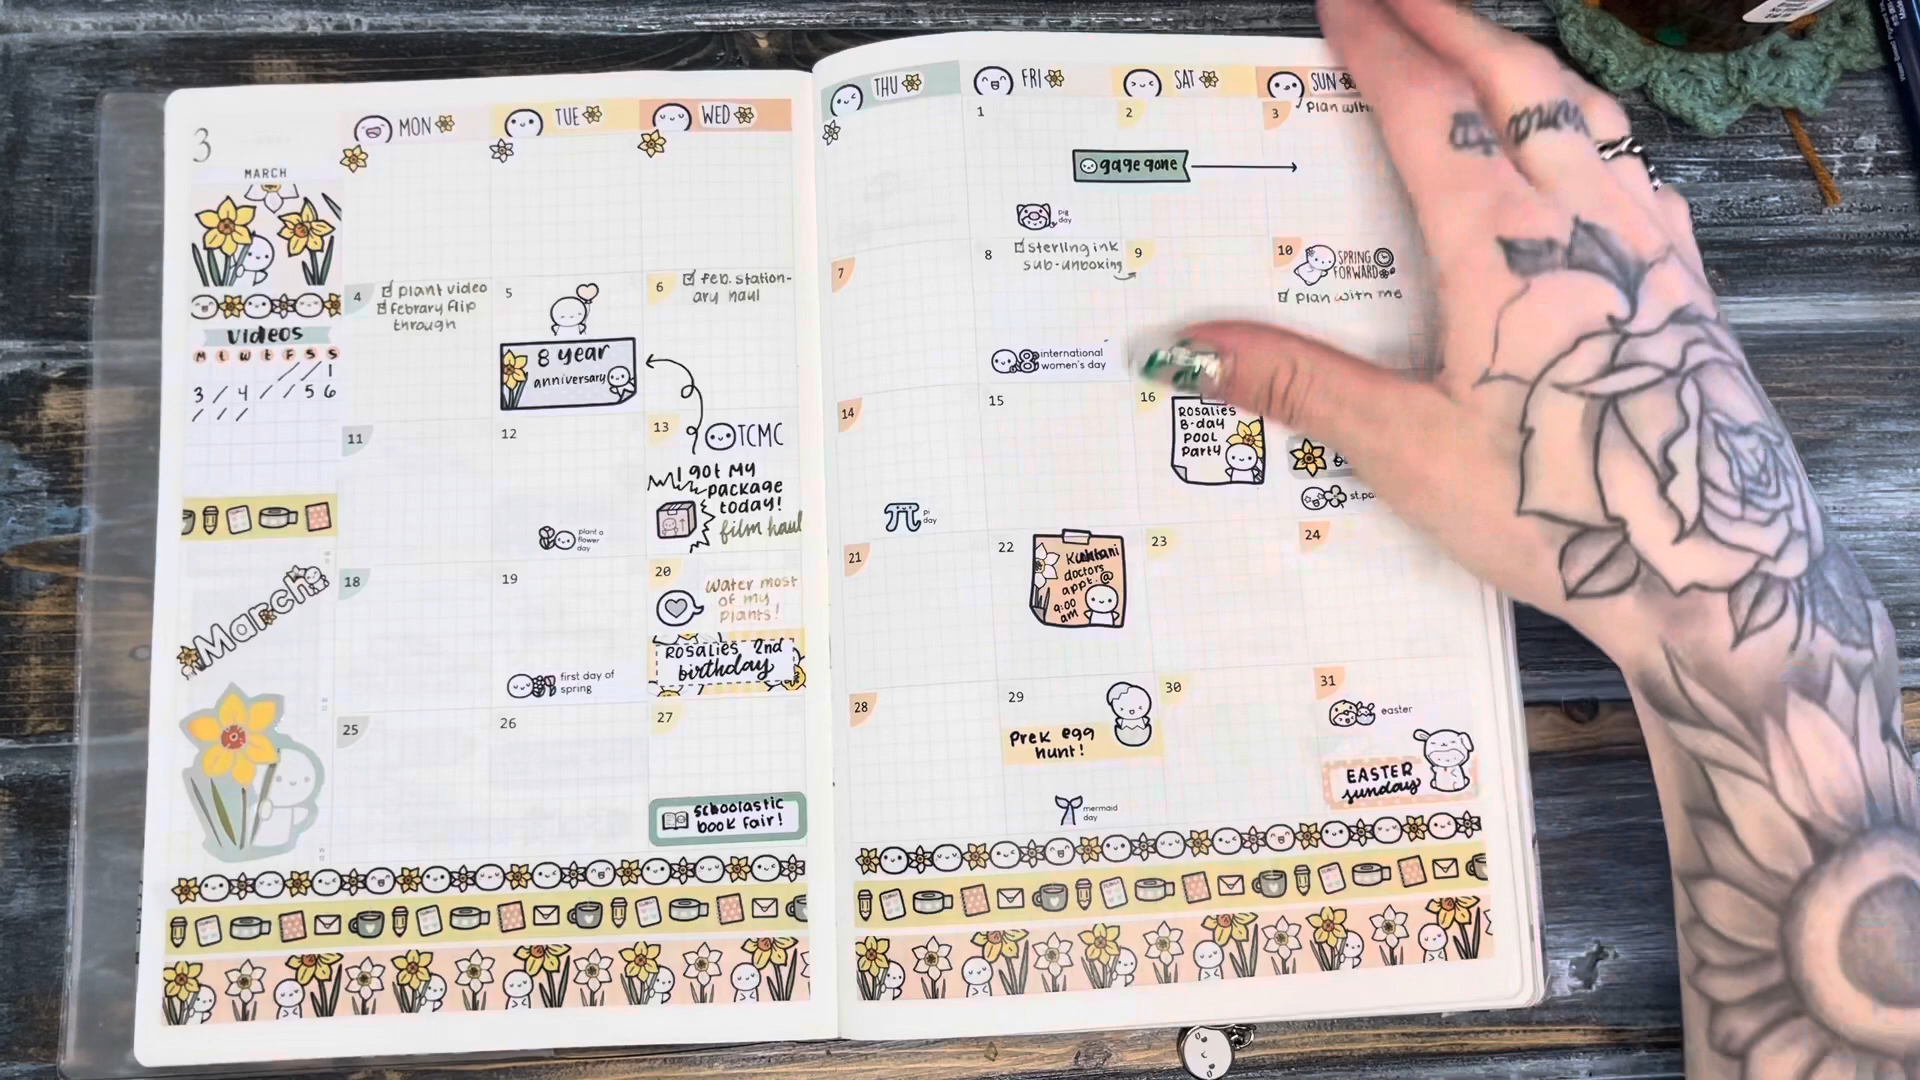 3
MARCH
MON
TUE
WED
THU
FRI
SAT
SUN
Videos
M T W T F S S
/ / 1
3 / 4 / / 5 6
/ / /
March
1
gage gone
pig
day
2
3
Plan with
4
plant video
febrary flip
through
5
8 year
anniversary
6
feb. station-
ary haul
7
8
sterling ink
sub-unboxing
international
women's day
9
10
SPRING
FORWARD
plan with me
11
12
plant a
flower
day
13
TCMC
I got my
package
today!
film haul
14
pi
day
15
16
Rosalies
B-day
POOL
Party
st.pa
18
19
first day of
spring
20
water most
of my
plants!
ROSALIES 2nd
birthday
21
22
doctors
appt. @
9:00
am
23
24
25
26
27
schoolastic
book fair!
28
29
Prek egg
hunt!
mermaid
day
30
31
easter
EASTER
sunday